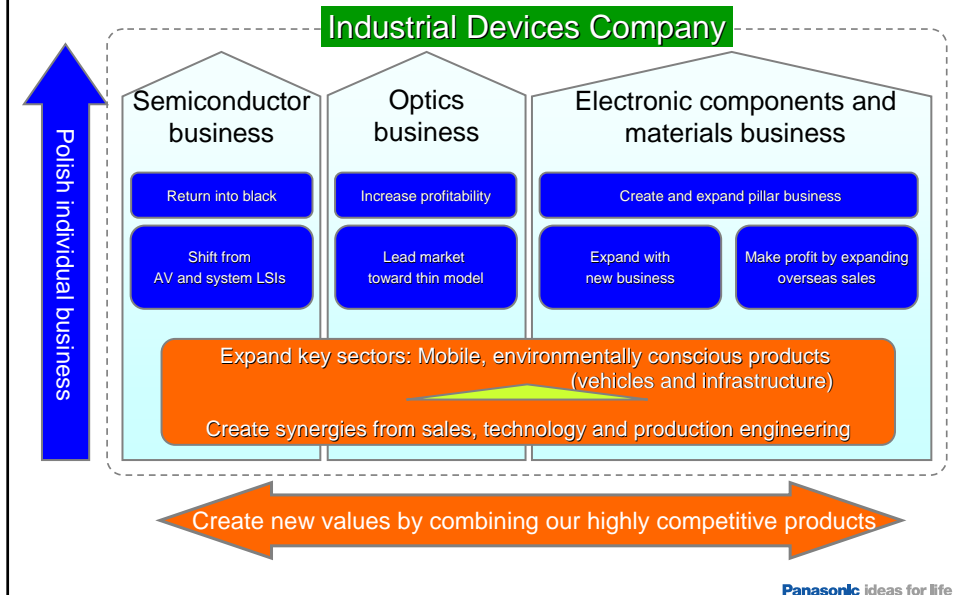 Industrial Devices Company
Polish individual business
Semiconductor
business
Optics
business
Electronic components and
materials business
Return into black
Increase profitability
Create and expand pillar business
Shift from
AV and system LSIs
Lead market
toward thin model
Expand with
new business
Make profit by expanding
overseas sales
Expand key sectors: Mobile, environmentally conscious products
(vehicles and infrastructure)
Create synergies from sales, technology and production engineering
Create new values by combining our highly competitive products
Panasonic ideas for life